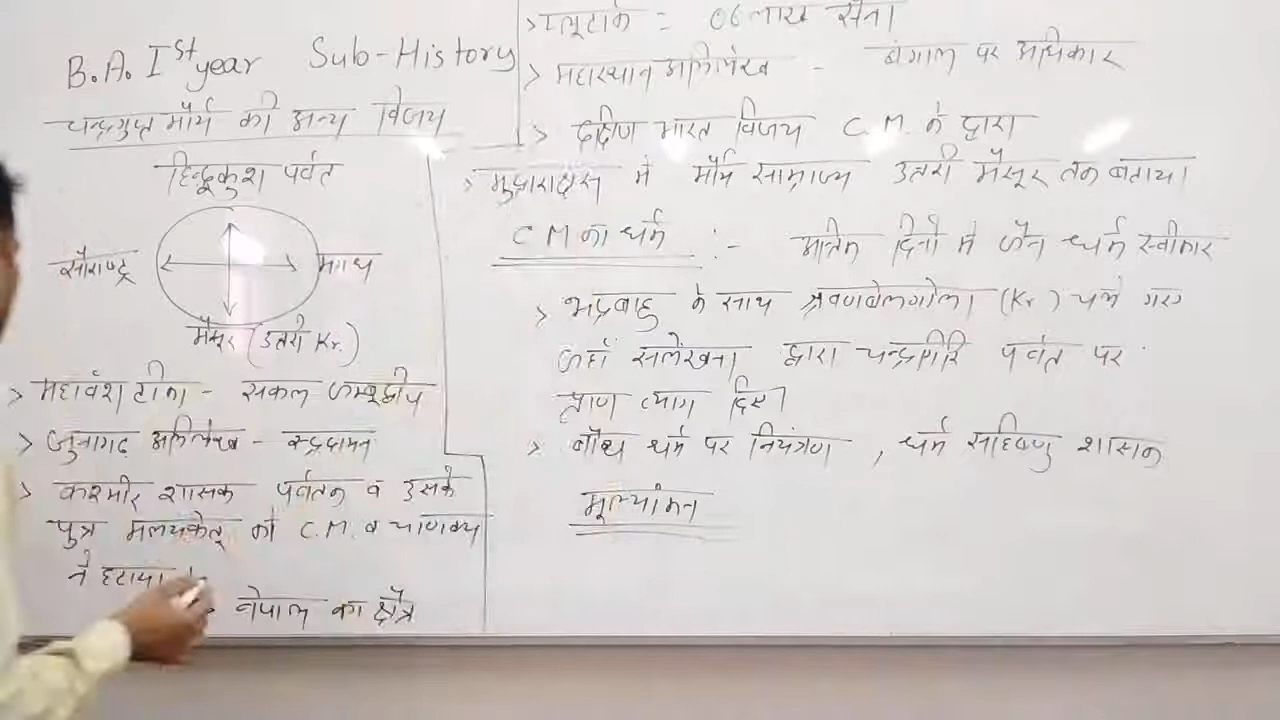 B.A. Ist year Sub-History
चन्द्रगुप्त मौर्य की अन्य विजय
हिन्दूकुश पर्वत
सौराष्ट्र मगध
मैसूर (उत्तरी Kr.)
> महावंश टीका - सकल जम्बूद्वीप
> जुनागढ़ अभिलेख - रूद्रदामन
> कश्मीर शासक पर्वतक व उसके
पुत्र मलयकेतू को C.M. व चाणक्य
ने हटाया।
> नेपाल का क्षेत्र
> प्लूटार्क = 06 लाख सेना
> महास्थान अभिलेख - बंगाल पर अधिकार
> दक्षिण भारत विजय C.M. के द्वारा
> मुद्राराक्षस में मौर्य साम्राज्य उतरी मैसूर तक बताया।
C M का धर्म :- अन्तिम दिनों में जैन धर्म स्वीकार
> भद्रबाहु के साथ श्रवणबेलगोला (Kr) चले गए
जहाँ सलेखना द्वारा चन्द्रगिरि पर्वत पर
प्राण त्याग दिए।
> बौध धर्म पर नियंत्रण , धर्म सहिष्णु शासक
मूल्यांकन